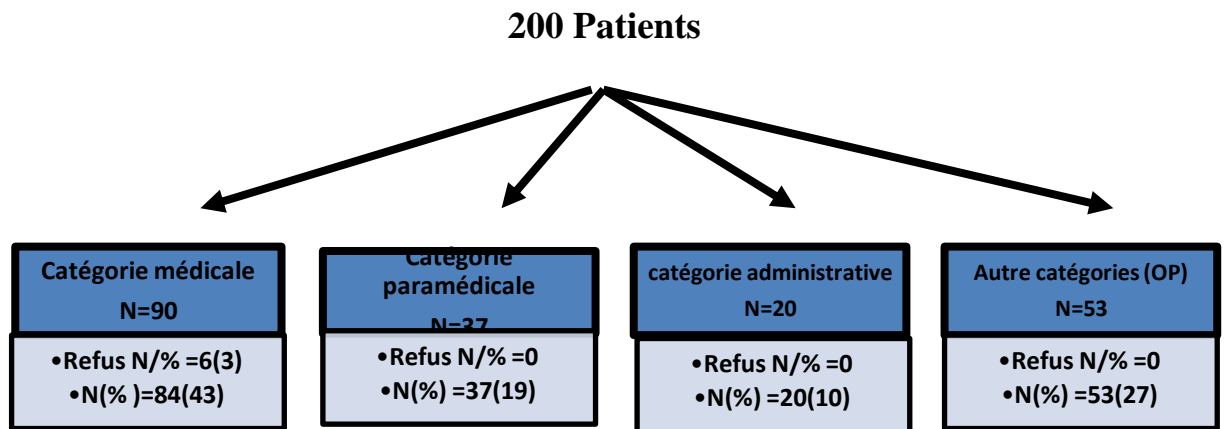 200 Patients
Catégorie médicale
N=90
•Refus N/% =6(3)
•N(% )=84(43)
Catégorie
paramédicale
N=37
•Refus N/% =0
•N(%) =37(19)
catégorie administrative
N=20
•Refus N/% =0
•N(%) =20(10)
Autre catégories (OP)
N=53
•Refus N/% =0
•N(%) =53(27)